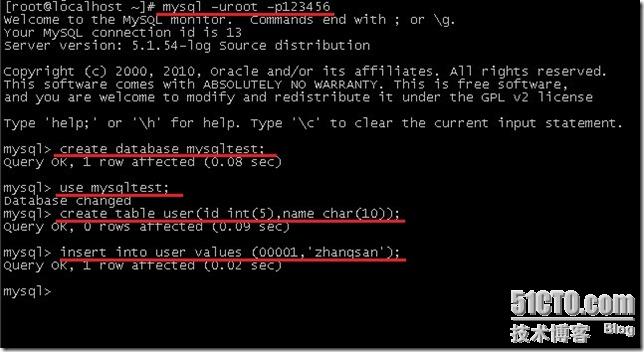 [root@localhost ~]# mysql -uroot -p123456
Welcome to the MySQL monitor.  Commands end with ; or \g.
Your MySQL connection id is 13
Server version: 5.1.54-log Source distribution
Copyright (c) 2000, 2010, Oracle and/or its affiliates. All rights reserved.
This software comes with ABSOLUTELY NO WARRANTY. This is free software,
and you are welcome to modify and redistribute it under the GPL v2 license
Type 'help;' or '\h' for help. Type '\c' to clear the current input statement.
mysql> create database mysqltest;
Query OK, 1 row affected (0.08 sec)
mysql> use mysqltest;
Database changed
mysql> create table user(id int(5),name char(10));
Query OK, 0 rows affected (0.09 sec)
mysql> insert into user values (00001,'zhangsan');
Query OK, 1 row affected (0.02 sec)
mysql>
51CTO.com
技术博客 Blog